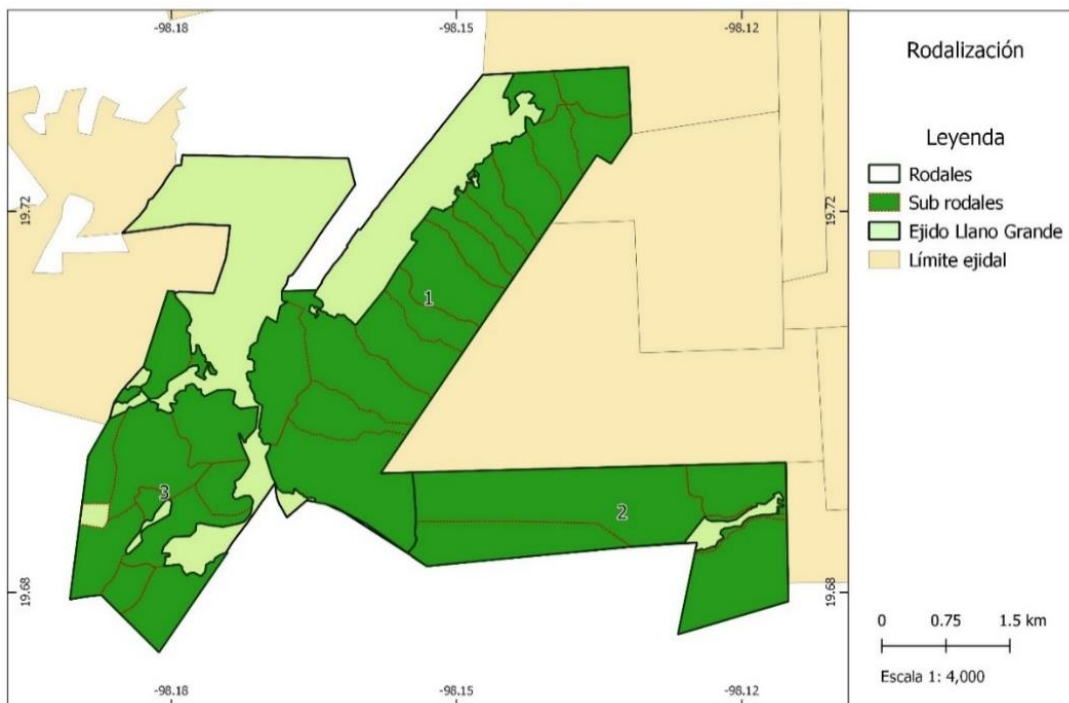 -98.18
-98.15
-98.12
Rodalización
Leyenda
Rodales
Sub rodales
Ejido Llano Grande
Límite ejidal
19.72
19.72
1
3
2
19.68
19.68
0 0.75 1.5 km
Escala 1: 4,000
-98.18
-98.15
-98.12